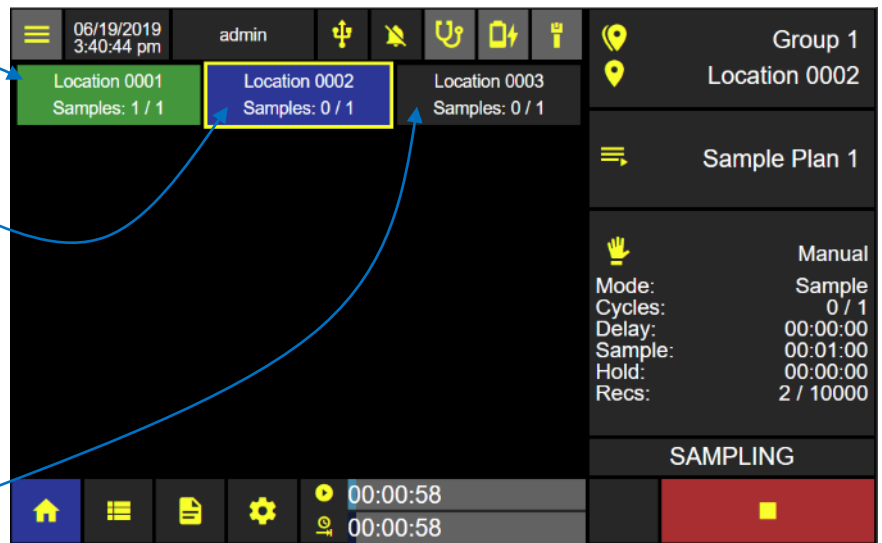 06/19/2019
3:40:44 pm
admin
Location 0001
Samples: 1 / 1
Location 0002
Samples: 0 / 1
Location 0003
Samples: 0 / 1
Group 1
Location 0002
Sample Plan 1
Manual
Mode: Sample
Cycles: 0 / 1
Delay: 00:00:00
Sample: 00:01:00
Hold: 00:00:00
Recs: 2 / 10000
SAMPLING
00:00:58
00:00:58